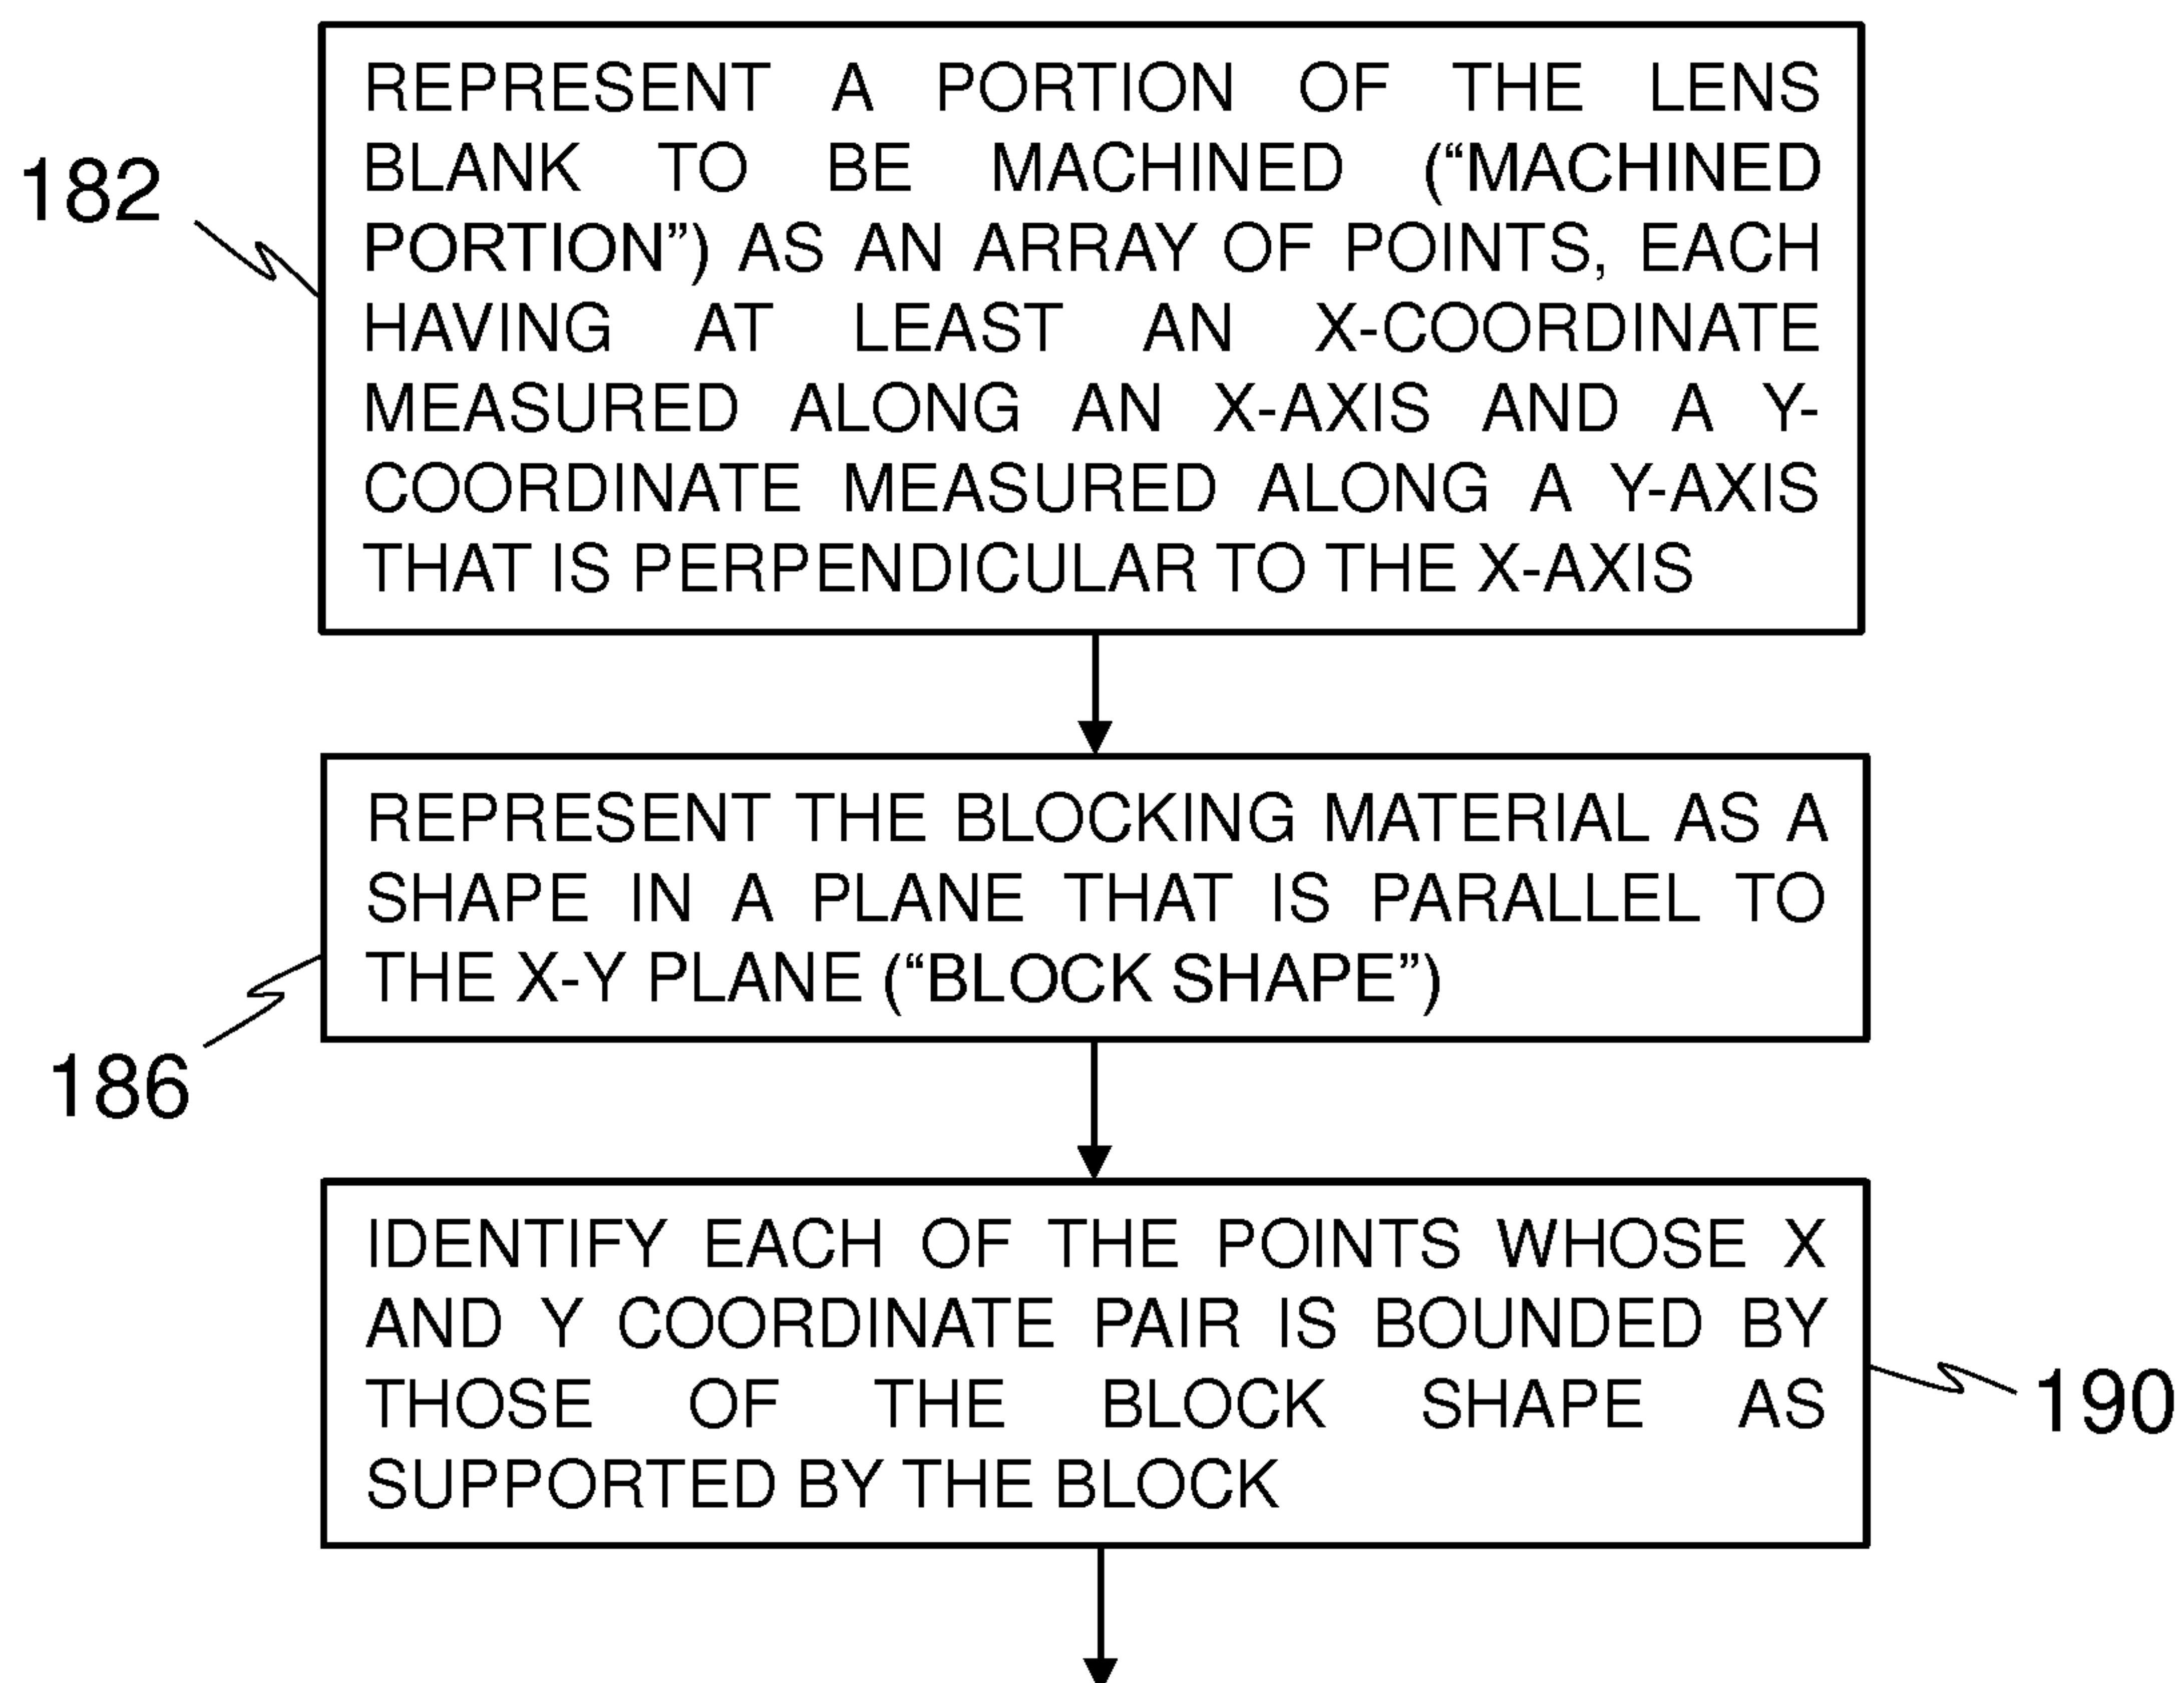 REPRESENT A PORTION OF THE LENS
BLANK TO BE MACHINED (“MACHINED
PORTION”) AS AN ARRAY OF POINTS, EACH
HAVING AT LEAST AN X-COORDINATE
MEASURED ALONG AN X-AXIS AND A Y-
COORDINATE MEASURED ALONG A Y-AXIS
THAT IS PERPENDICULAR TO THE X-AXIS
182
REPRESENT THE BLOCKING MATERIAL AS A
SHAPE IN A PLANE THAT IS PARALLEL TO
THE X-Y PLANE (“BLOCK SHAPE”)
186
IDENTIFY EACH OF THE POINTS WHOSE X
AND Y COORDINATE PAIR IS BOUNDED BY
THOSE OF THE BLOCK SHAPE AS
SUPPORTED BY THE BLOCK
190